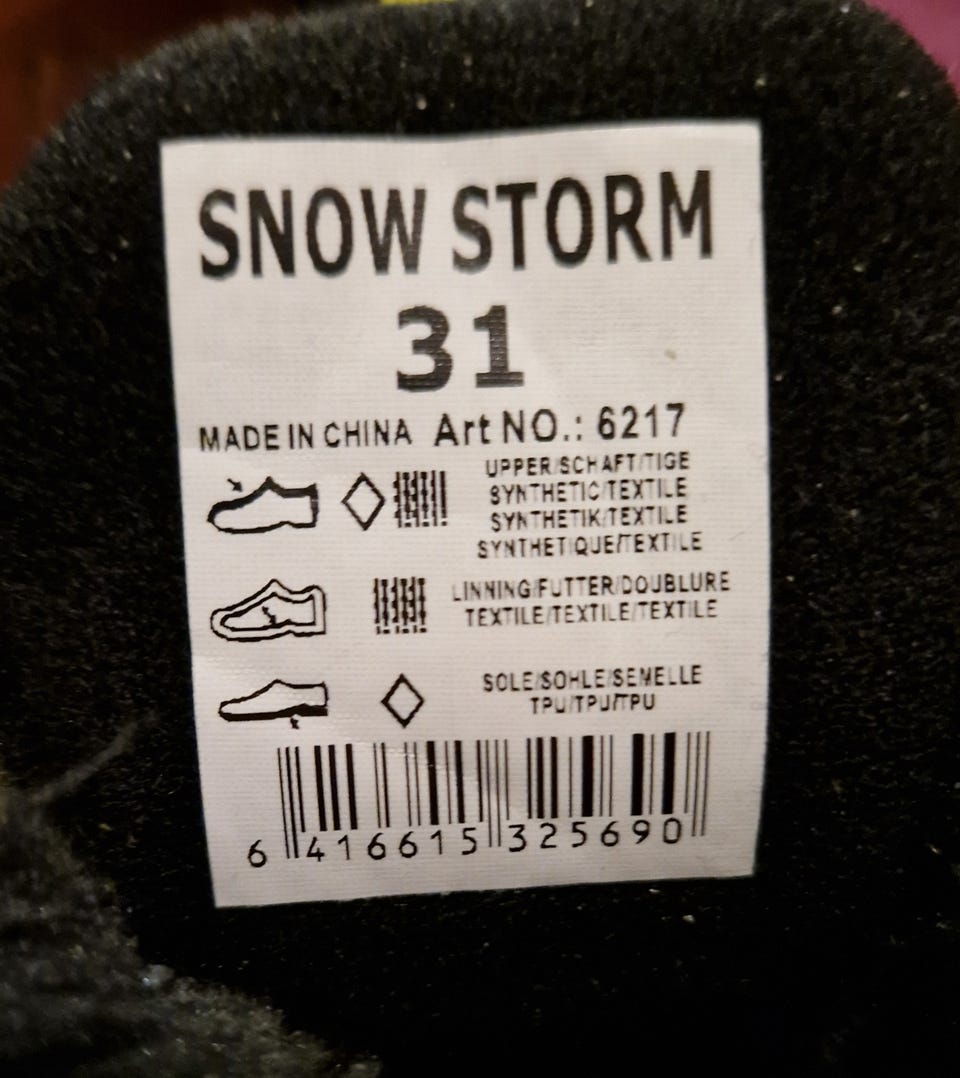 SNOW STORM
31
MADE IN CHINA Art NO.: 6217
UPPER/SCHAFT/TIGE
SYNTHETIC/TEXTILE
SYNTHETIK/TEXTILE
SYNTHETIQUE/TEXTILE
LINNING/FUTTER/DOUBLURE
TEXTILE/TEXTILE/TEXTILE
SOLE/SOHLE/SEMELLE
TPU/TPU/TPU
6 416615 325690